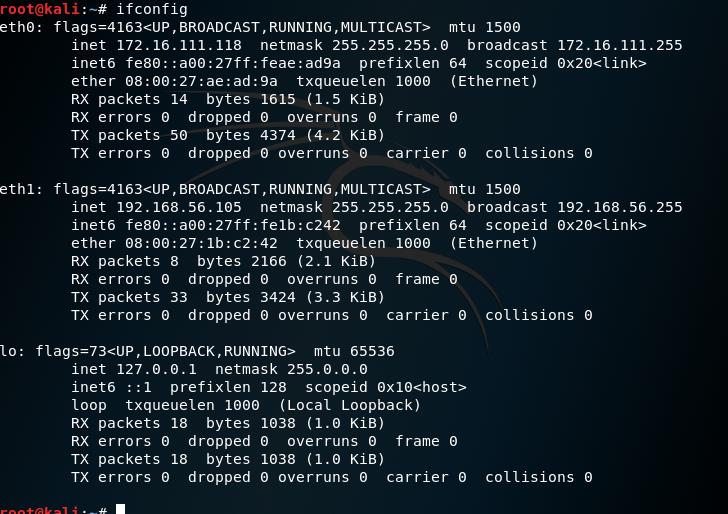 root@kali:~# ifconfig
eth0: flags=4163<UP,BROADCAST,RUNNING,MULTICAST>  mtu 1500
        inet 172.16.111.118  netmask 255.255.255.0  broadcast 172.16.111.255
        inet6 fe80::a00:27ff:feae:ad9a  prefixlen 64  scopeid 0x20<link>
        ether 08:00:27:ae:ad:9a  txqueuelen 1000  (Ethernet)
        RX packets 14  bytes 1615 (1.5 KiB)
        RX errors 0  dropped 0  overruns 0  frame 0
        TX packets 50  bytes 4374 (4.2 KiB)
        TX errors 0  dropped 0 overruns 0  carrier 0  collisions 0

eth1: flags=4163<UP,BROADCAST,RUNNING,MULTICAST>  mtu 1500
        inet 192.168.56.105  netmask 255.255.255.0  broadcast 192.168.56.255
        inet6 fe80::a00:27ff:fe1b:c242  prefixlen 64  scopeid 0x20<link>
        ether 08:00:27:1b:c2:42  txqueuelen 1000  (Ethernet)
        RX packets 8  bytes 2166 (2.1 KiB)
        RX errors 0  dropped 0  overruns 0  frame 0
        TX packets 33  bytes 3424 (3.3 KiB)
        TX errors 0  dropped 0 overruns 0  carrier 0  collisions 0

lo: flags=73<UP,LOOPBACK,RUNNING>  mtu 65536
        inet 127.0.0.1  netmask 255.0.0.0
        inet6 ::1  prefixlen 128  scopeid 0x10<host>
        loop  txqueuelen 1000  (Local Loopback)
        RX packets 18  bytes 1038 (1.0 KiB)
        RX errors 0  dropped 0  overruns 0  frame 0
        TX packets 18  bytes 1038 (1.0 KiB)
        TX errors 0  dropped 0 overruns 0  carrier 0  collisions 0

root@kali:~#